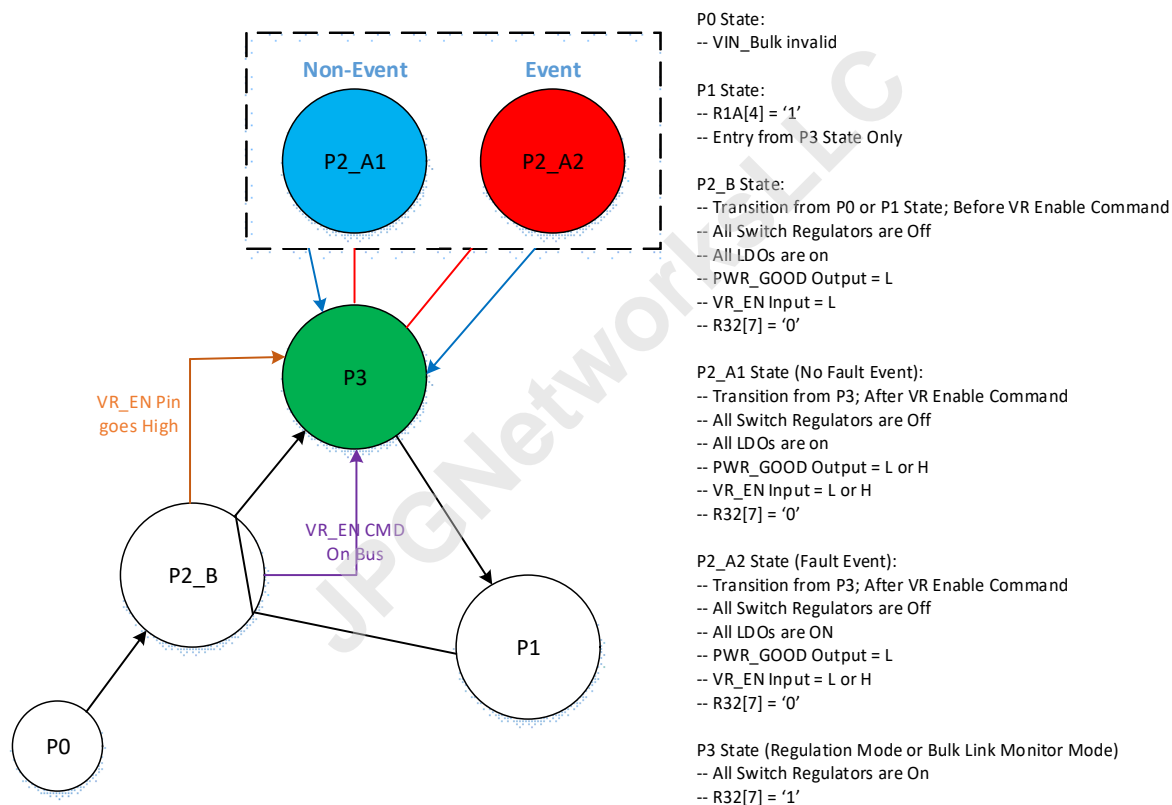 Non-Event
Event
P2_A1
P2_A2
P3
VR_EN Pin
goes High
VR_EN CMD
On Bus
P2_B
P1
P0
P0 State:
-- VIN_Bulk invalid
P1 State:
-- R1A[4] = ‘1’
-- Entry from P3 State Only
P2_B State:
-- Transition from P0 or P1 State; Before VR Enable Command
-- All Switch Regulators are Off
-- All LDOs are on
-- PWR_GOOD Output = L
-- VR_EN Input = L
-- R32[7] = ‘0’
P2_A1 State (No Fault Event):
-- Transition from P3; After VR Enable Command
-- All Switch Regulators are Off
-- All LDOs are on
-- PWR_GOOD Output = L or H
-- VR_EN Input = L or H
-- R32[7] = ‘0’
P2_A2 State (Fault Event):
-- Transition from P3; After VR Enable Command
-- All Switch Regulators are Off
-- All LDOs are ON
-- PWR_GOOD Output = L
-- VR_EN Input = L or H
-- R32[7] = ‘0’
P3 State (Regulation Mode or Bulk Link Monitor Mode)
-- All Switch Regulators are On
-- R32[7] = ‘1’
JPGNetworksLLC